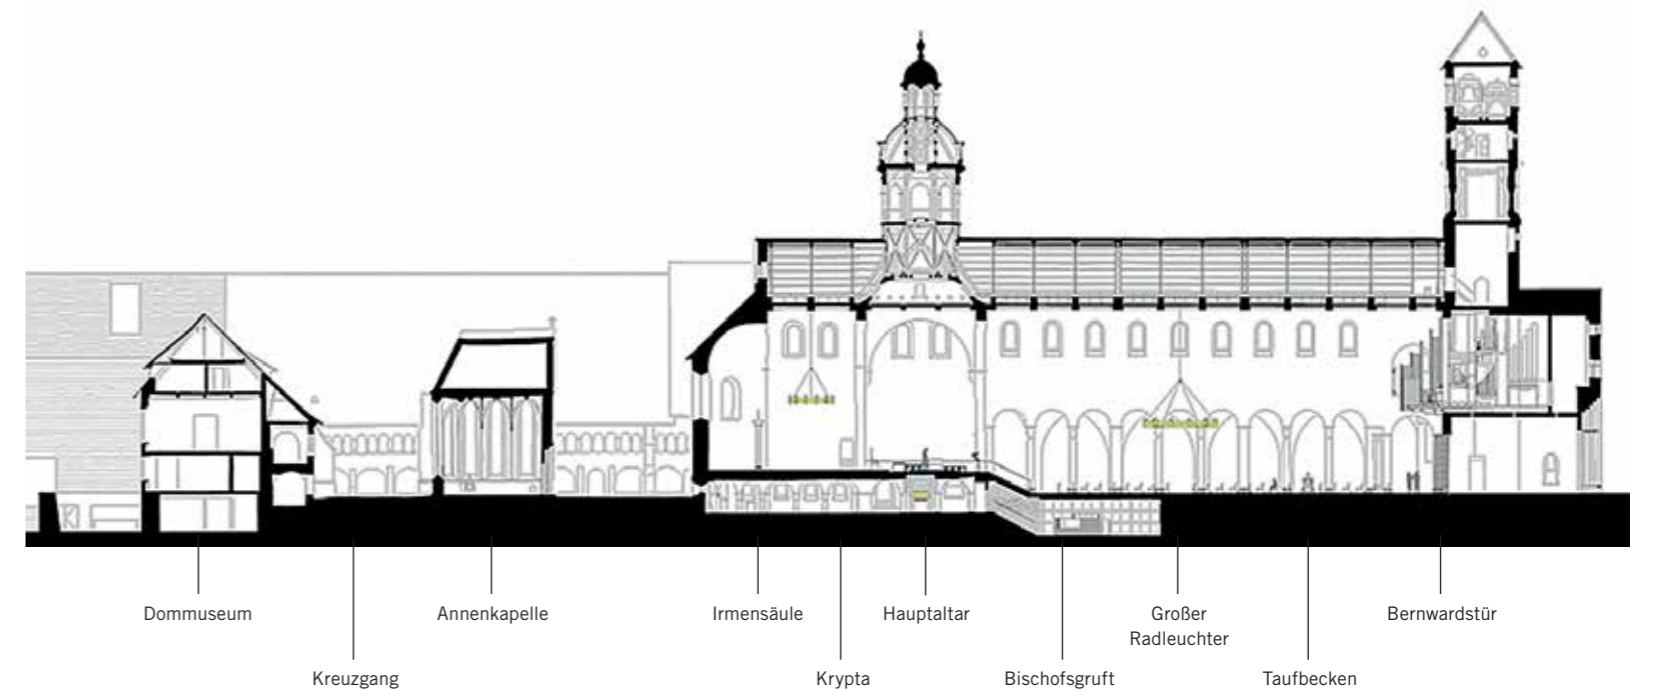 Dommuseum
Annenkapelle
Irmensäule
Hauptaltar
Großer
Radleuchter
Bernwardstür
Kreuzgang
Krypta
Bischofsgruft
Taufbecken